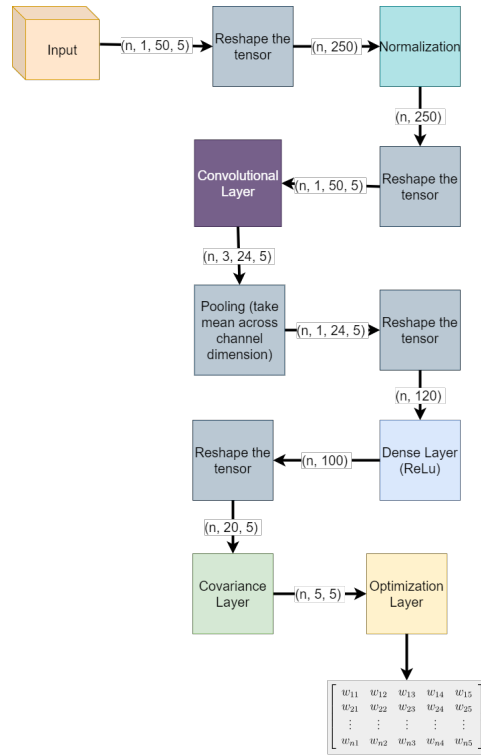 Input
(n, 1, 50, 5)
Reshape the
tensor
(n, 250)
Normalization
(n, 250)
Reshape the
tensor
(n, 1, 50, 5)
Convolutional
Layer
(n, 3, 24, 5)
Pooling (take
mean across
channel
dimension)
(n, 1, 24, 5)
Reshape the
tensor
(n, 120)
Dense Layer
(ReLu)
(n, 100)
Reshape the
tensor
(n, 20, 5)
Covariance
Layer
(n, 5, 5)
Optimization
Layer
w11 w12 w13 w14 w15
w21 w22 w23 w24 w25
⋮ ⋮ ⋮ ⋮ ⋮
wn1 wn2 wn3 wn4 wn5